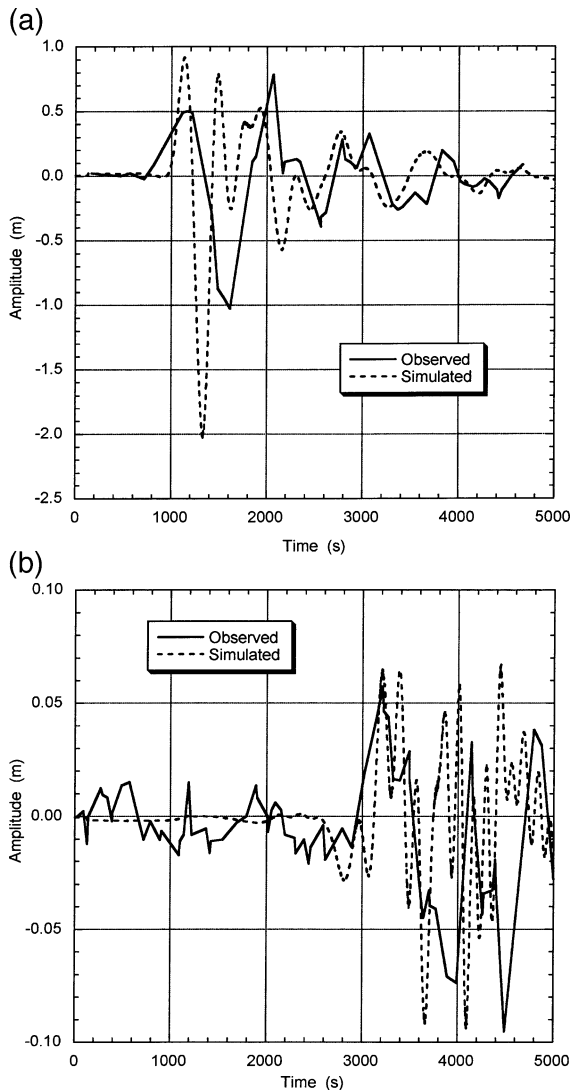 (a)
1.0
0.5
0.0
-0.5
-1.0
-1.5
-2.0
-2.5
Amplitude (m)
Observed
Simulated
0 1000 2000 3000 4000 5000
Time (s)
(b)
0.10
0.05
0.00
-0.05
-0.10
Amplitude (m)
Observed
Simulated
0 1000 2000 3000 4000 5000
Time (s)